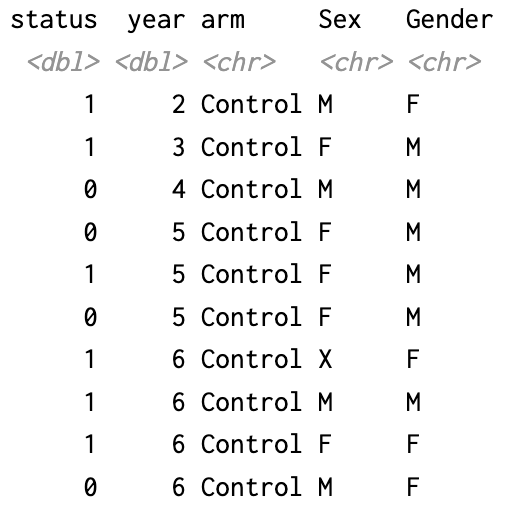 status year arm Sex Gender
<dbl> <dbl> <chr> <chr> <chr>
1 2 Control M F
1 3 Control F M
0 4 Control M M
0 5 Control F M
1 5 Control F M
0 5 Control F M
1 6 Control X F
1 6 Control M M
1 6 Control F F
0 6 Control M F